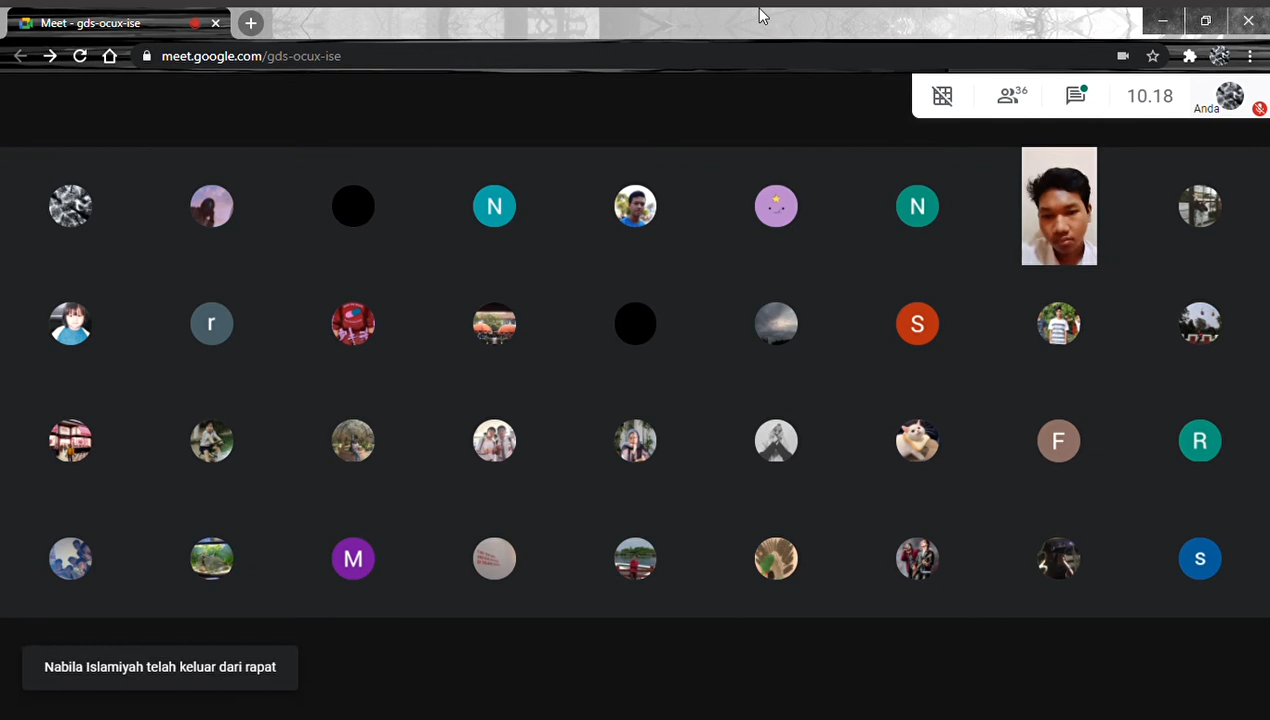 Meet - gds-ocux-ise
meet.google.com/gds-ocux-ise
36
10.18
Anda
N
N
r
S
F
R
M
s
Nabila Islamiyah telah keluar dari rapat